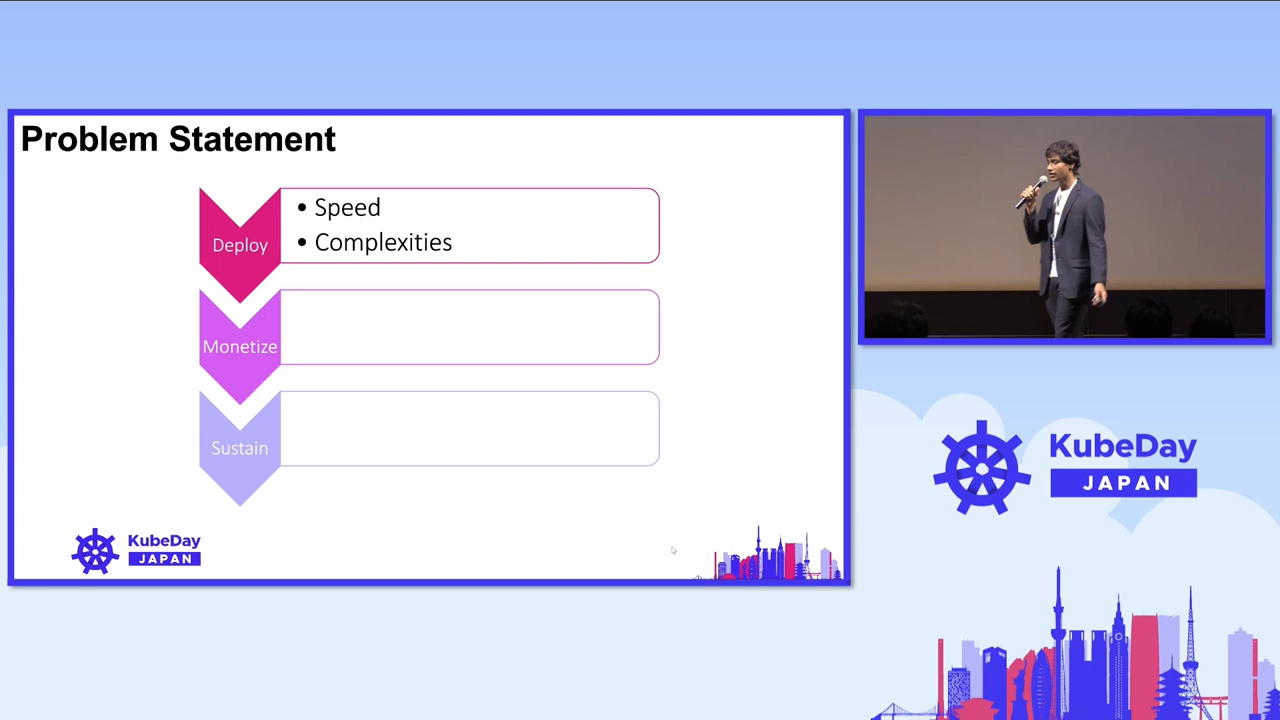 Problem Statement
Deploy
• Speed
• Complexities
Monetize
Sustain
KubeDay
JAPAN
KubeDay
JAPAN